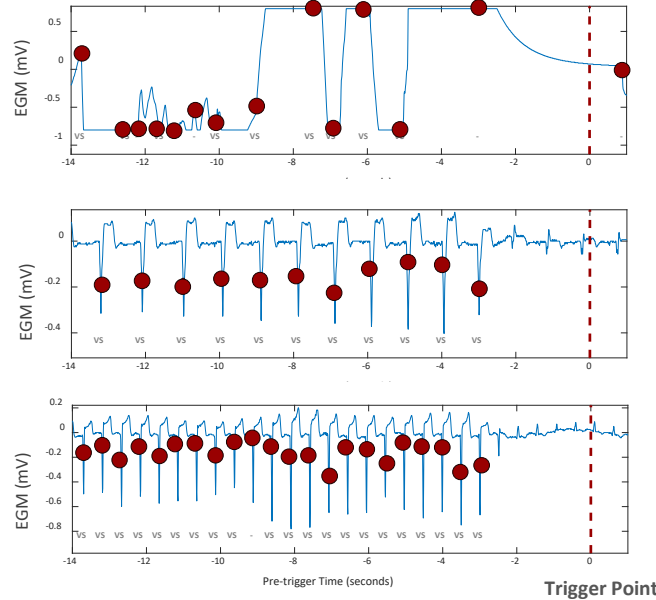 EGM (mV)
0.5
0
-0.5
-1
VS VS VS - VS VS VS VS VS VS - -
-14 -12 -10 -8 -6 -4 -2 0
EGM (mV)
0
-0.2
-0.4
VS VS VS VS VS VS VS VS VS VS VS
-14 -12 -10 -8 -6 -4 -2 0
EGM (mV)
0.2
0
-0.2
-0.4
-0.6
-0.8
VS VS VS VS VS VS VS VS VS - VS VS VS VS VS VS VS VS VS VS VS VS
-14 -12 -10 -8 -6 -4 -2 0
Pre-trigger Time (seconds)
Trigger Point